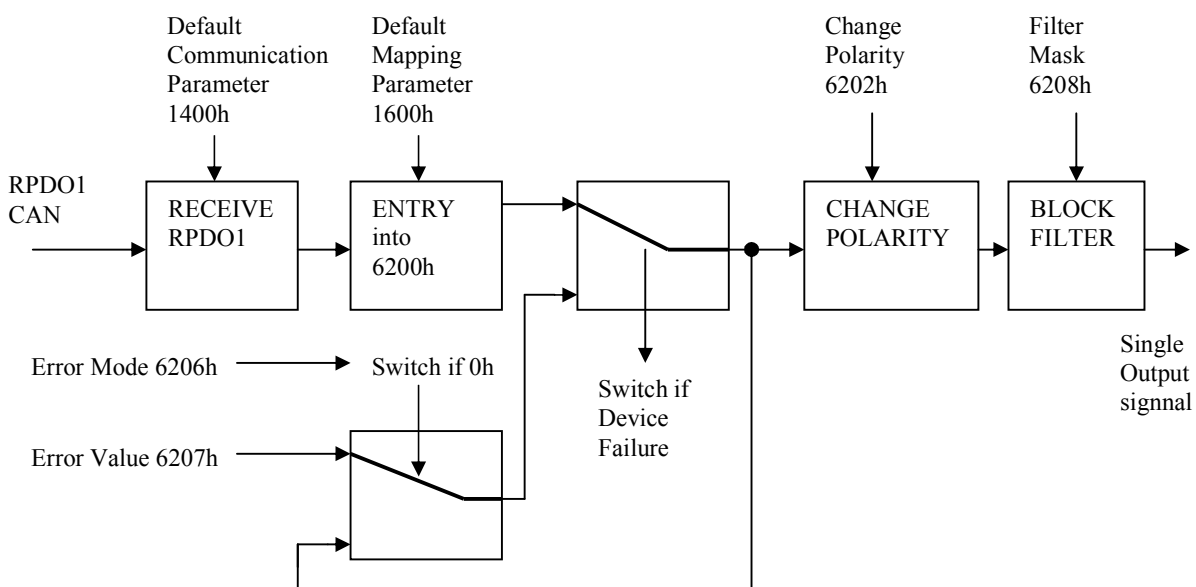 Default
Communication
Parameter
1400h
Default
Mapping
Parameter
1600h
Change
Polarity
6202h
Filter
Mask
6208h
RPDO1
CAN
RECEIVE
RPDO1
ENTRY
into
6200h
CHANGE
POLARITY
BLOCK
FILTER
Error Mode 6206h
Switch if 0h
Switch if
Device
Failure
Single
Output
signnal
Error Value 6207h